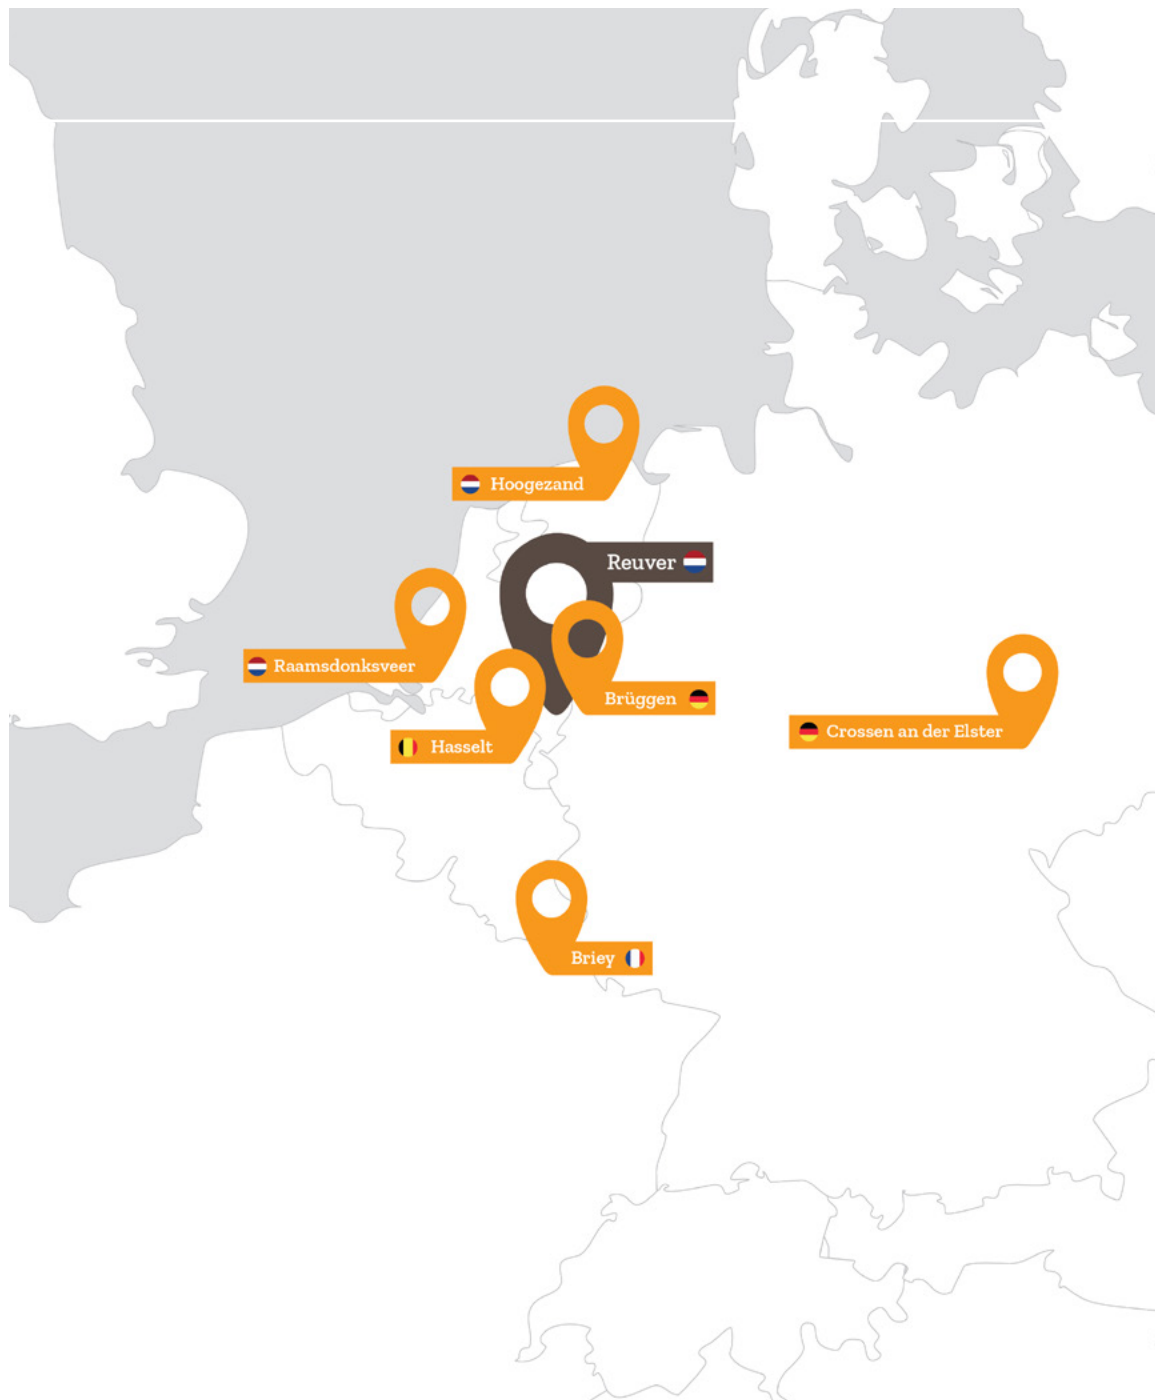 Hoogezand
Reuver
Raamsdonksveer
Brüggen
Crossen an der Elster
Hasselt
Briey